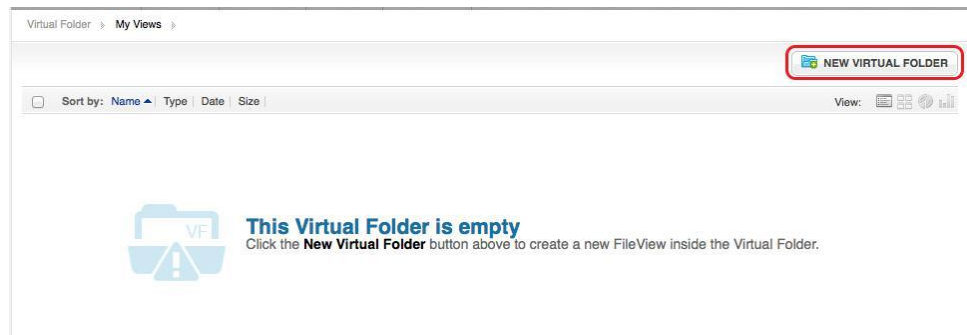 Virtual Folder My Views
NEW VIRTUAL FOLDER
Sort by: Name Type Date Size View:
VF
This Virtual Folder is empty
Click the New Virtual Folder button above to create a new FileView inside the Virtual Folder.